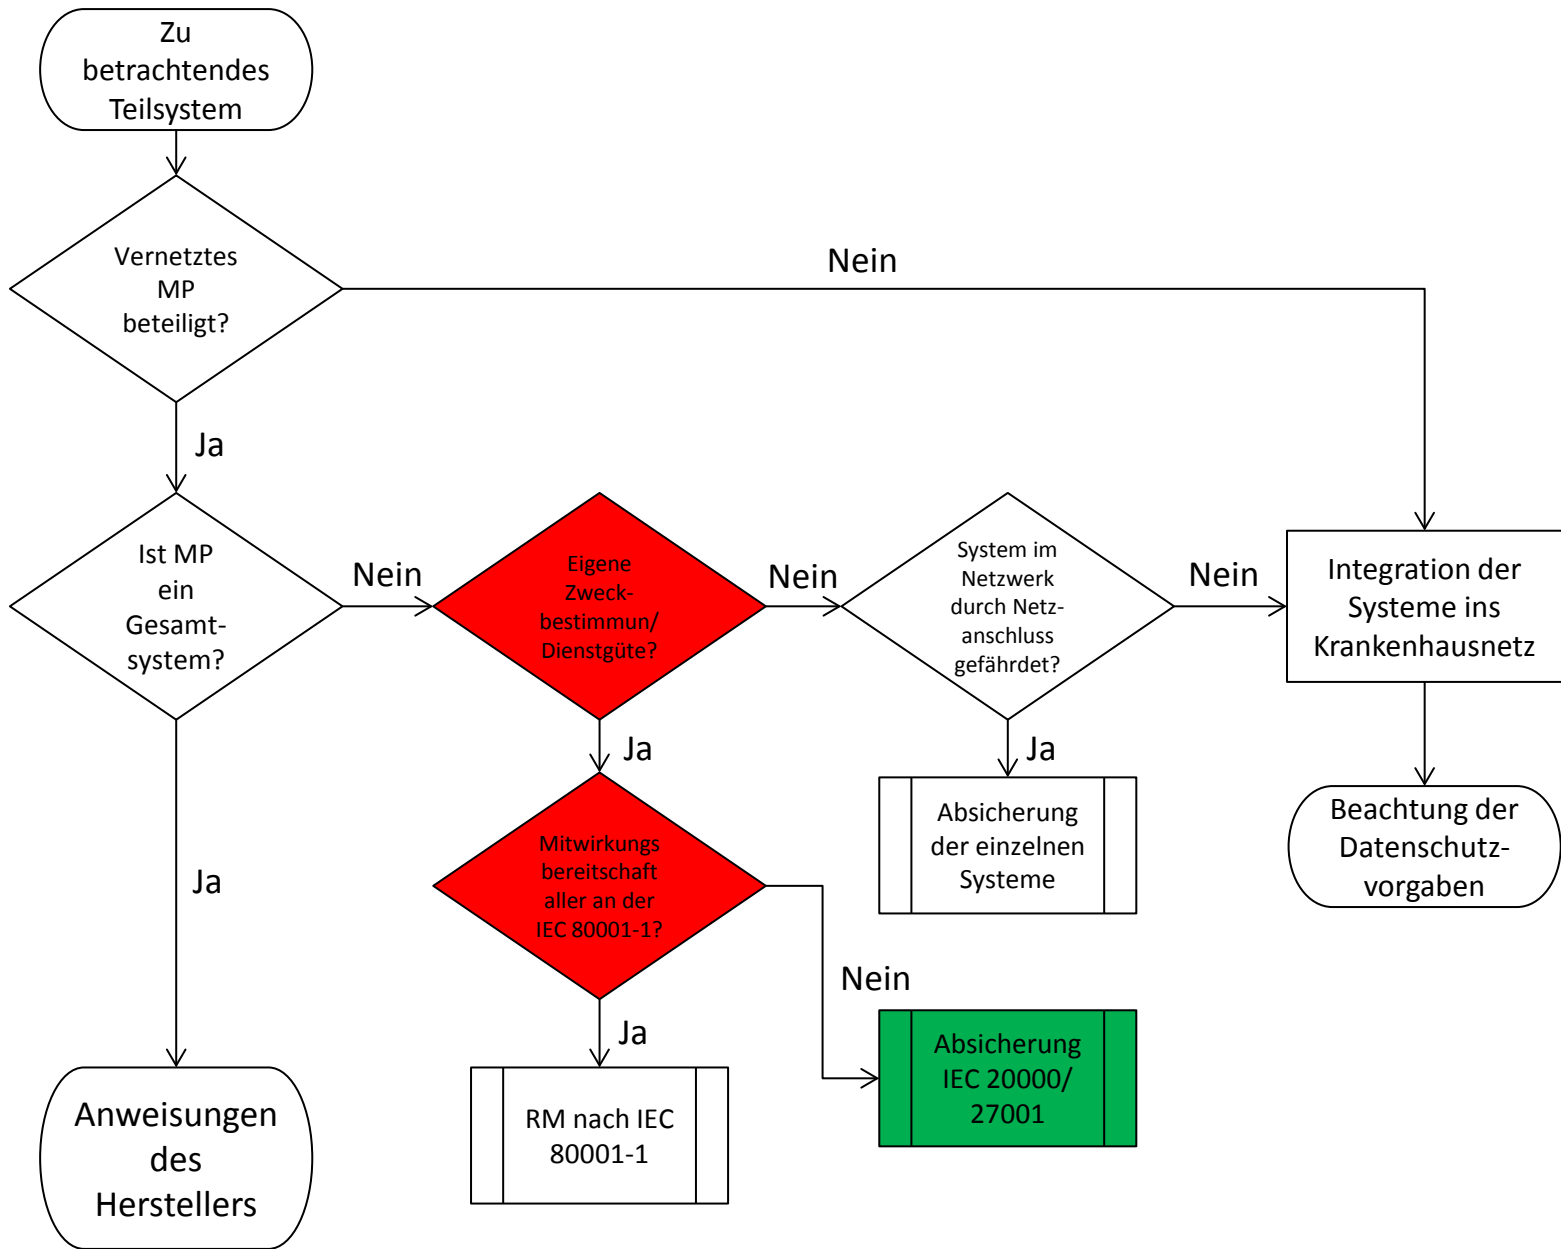 Zu
betrachtendes
Teilsystem
Vernetztes
MP
beteiligt?
Nein
Ja
Ist MP
ein
Gesamt-
system?
Nein
Eigene
Zweck-
bestimmun/
Dienstgüte?
Nein
System im
Netzwerk
durch Netz-
anschluss
gefährdet?
Nein
Integration der
Systeme ins
Krankenhausnetz
Ja
Ja
Mitwirkungs
bereitschaft
aller an der
IEC 80001-1?
Absicherung
der einzelnen
Systeme
Beachtung der
Datenschutz-
vorgaben
Ja
Nein
Ja
Absicherung
IEC 20000/
27001
Anweisungen
des
Herstellers
RM nach IEC
80001-1